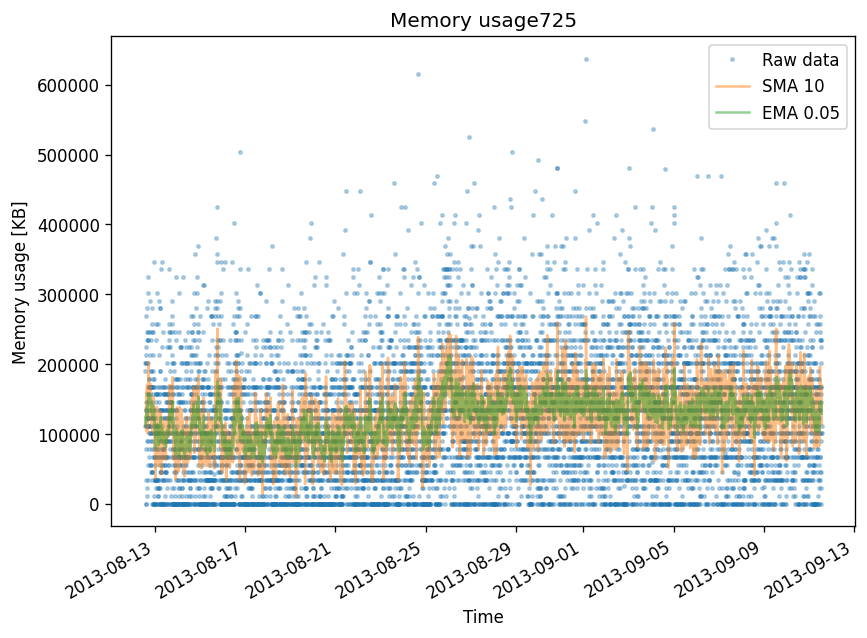 Memory usage725
Raw data
SMA 10
EMA 0.05
Memory usage [KB]
600000
500000
400000
300000
200000
100000
0
2013-08-13
2013-08-17
2013-08-21
2013-08-25
2013-08-29
2013-09-01
2013-09-05
2013-09-09
2013-09-13
Time